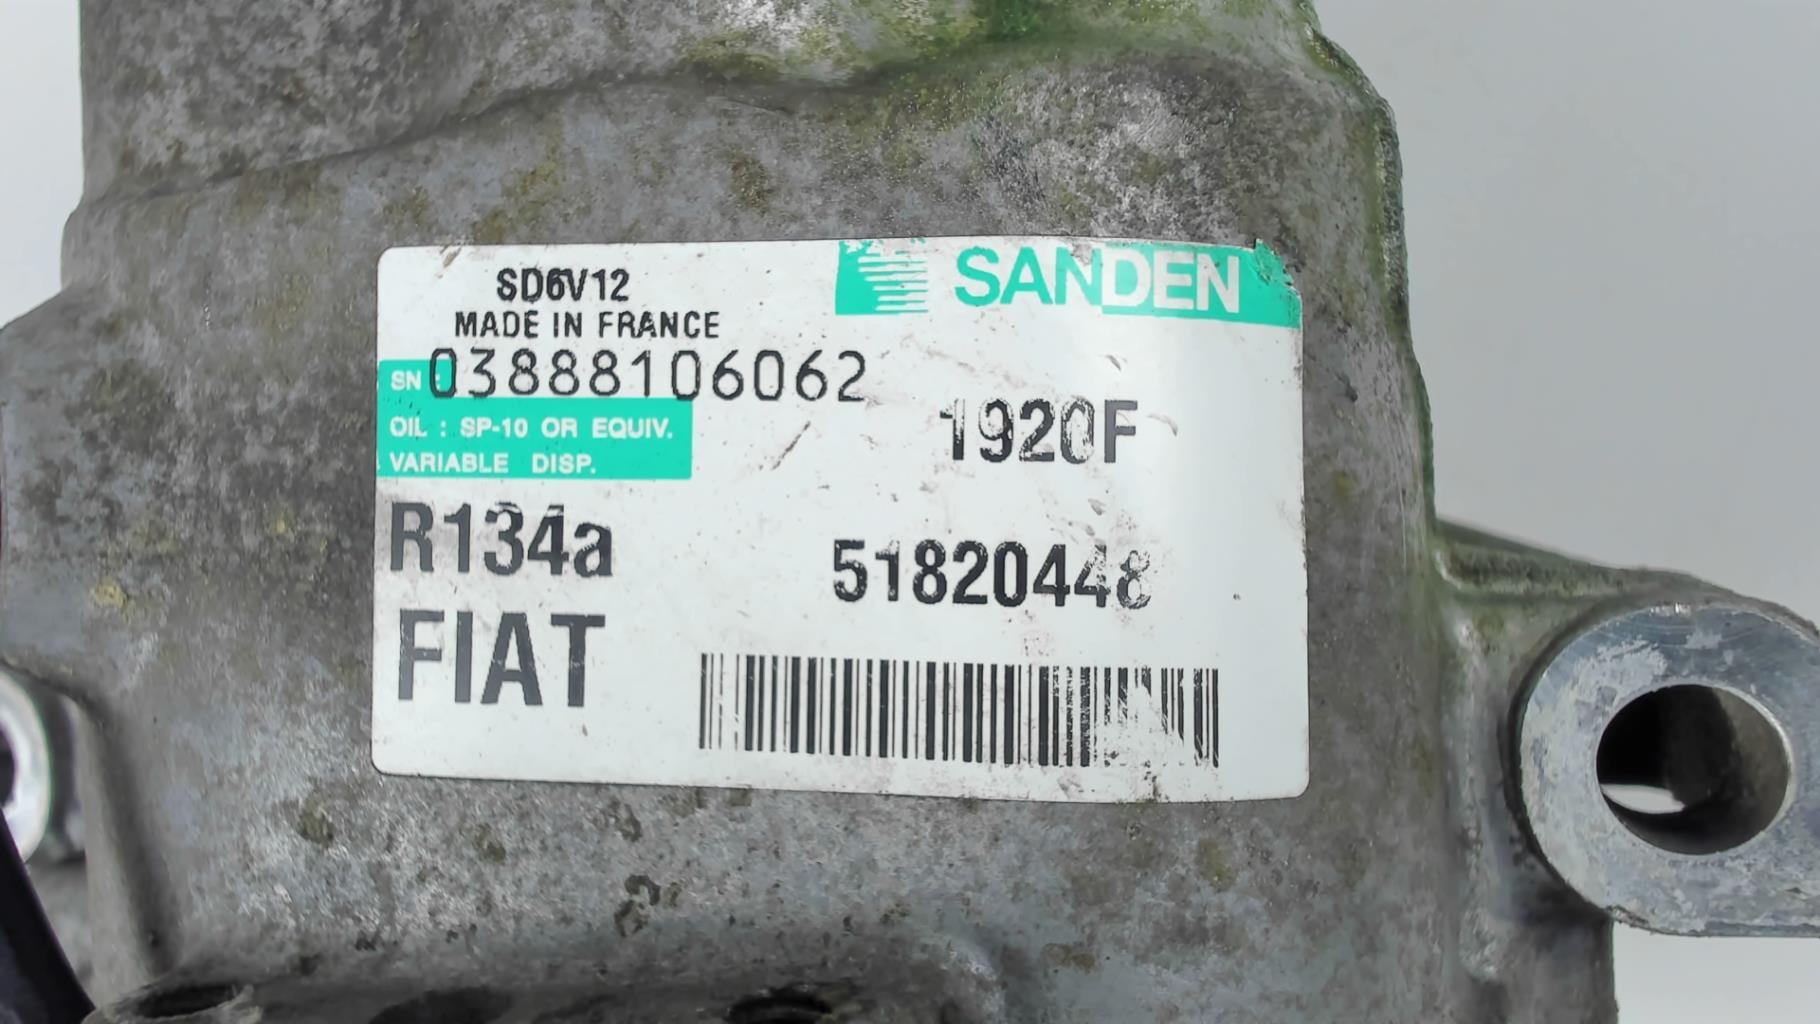 SANDEN
SD6V12
MADE IN FRANCE
SN : 03888106062
OIL : SP-10 OR EQUIV.
VARIABLE DISP.
1920F
R134a
51820448
FIAT